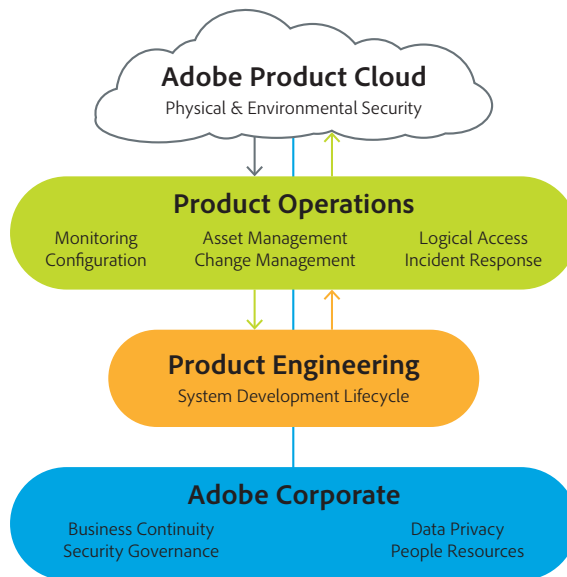 Adobe Product Cloud
Physical & Environmental Security
Product Operations
Monitoring
Configuration
Asset Management
Change Management
Logical Access
Incident Response
Product Engineering
System Development Lifecycle
Adobe Corporate
Business Continuity
Security Governance
Data Privacy
People Resources